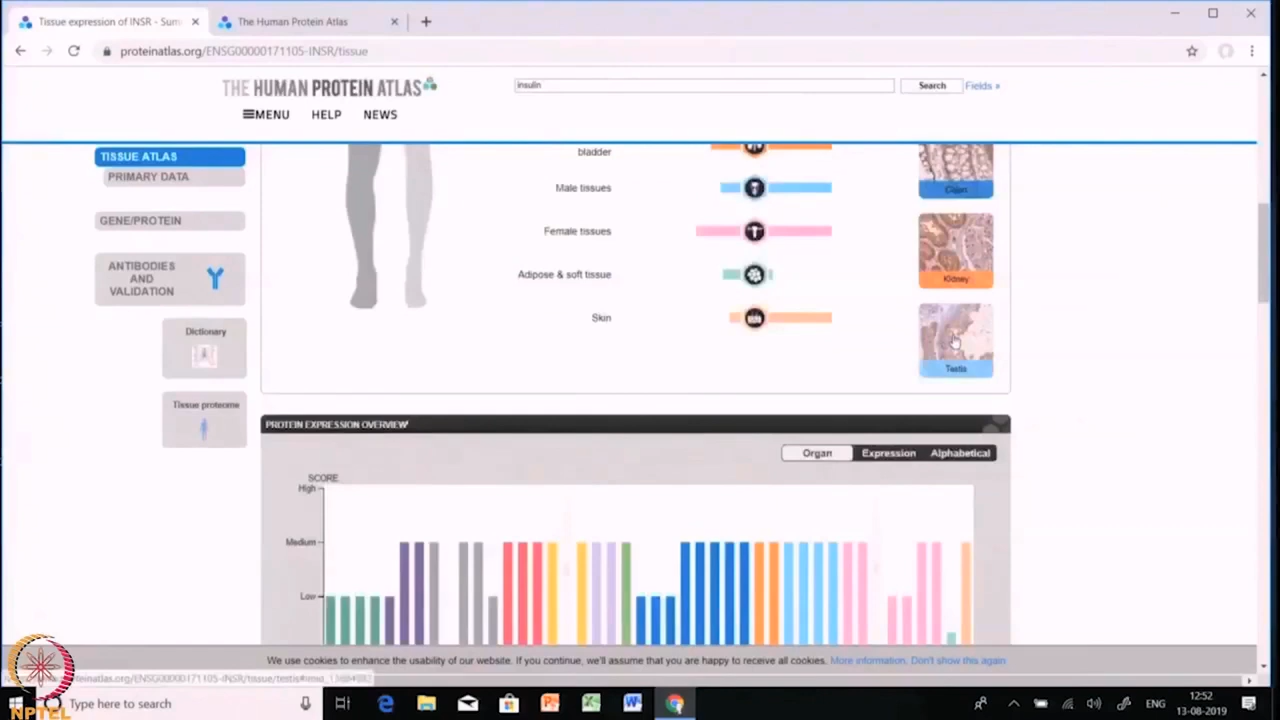 Tissue expression of INSR - Sum
The Human Protein Atlas
proteinatlas.org/ENSG00000171105-INSR/tissue
THE HUMAN PROTEIN ATLAS
insulin
Search
Fields »
MENU
HELP
NEWS
TISSUE ATLAS
PRIMARY DATA
GENE/PROTEIN
ANTIBODIES
AND
VALIDATION
Dictionary
Tissue proteome
bladder
Male tissues
Female tissues
Adipose & soft tissue
Skin
Colon
Kidney
Testis
PROTEIN EXPRESSION OVERVIEW
Organ
Expression
Alphabetical
SCORE
High
Medium
Low
We use cookies to enhance the usability of our website. If you continue, we'll assume that you are happy to receive all cookies. More information. Don't show this again
Type here to search
ENG
12:52
13-08-2019
NPTEL